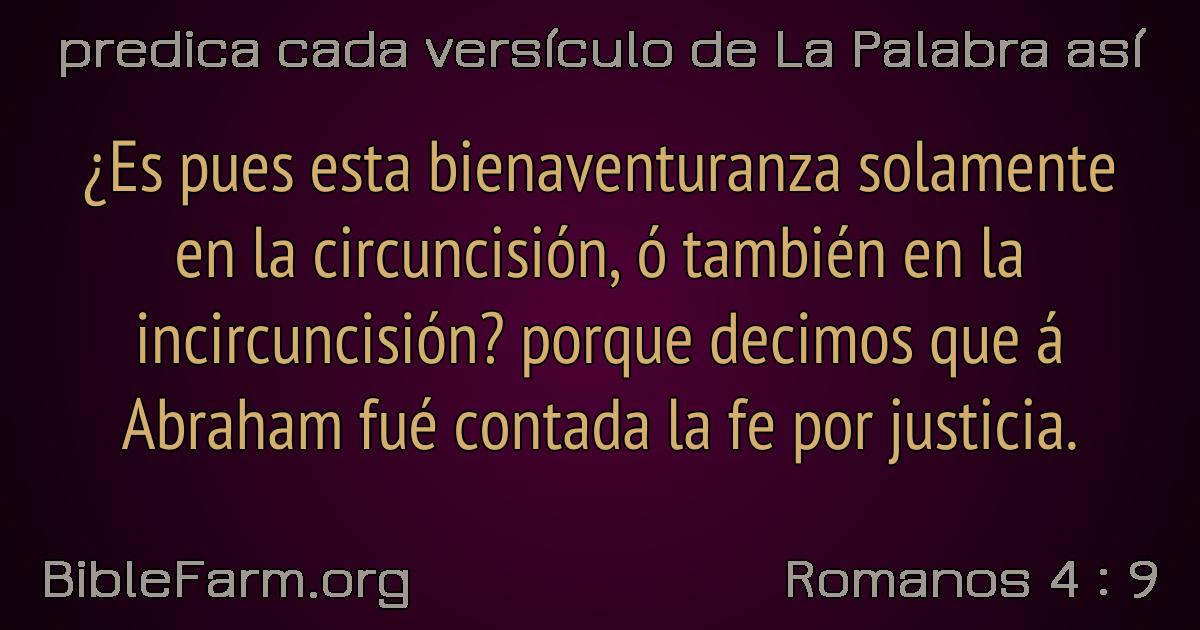 predica cada versículo de La Palabra así
¿Es pues esta bienaventuranza solamente
en la circuncisión, ó también en la
incircuncisión? porque decimos que á
Abraham fué contada la fe por justicia.
BibleFarm.org
Romanos 4 : 9